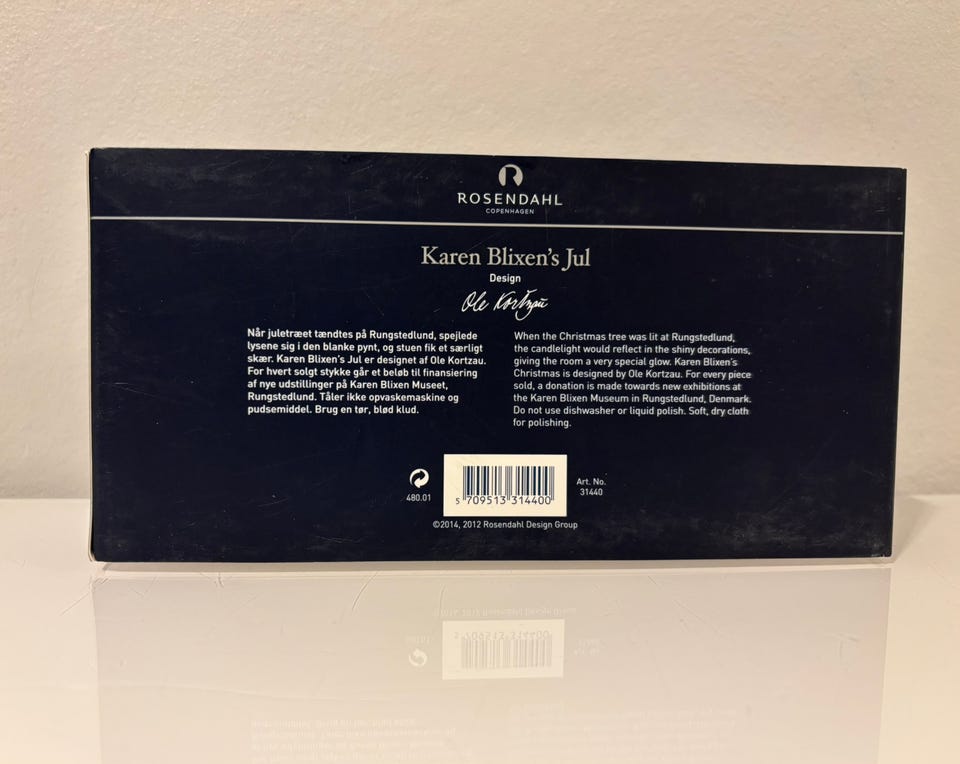 ROSENDAHL
COPENHAGEN
Karen Blixen's Jul
Design
Ole Kortzau
Når juletræet tændtes på Rungstedlund, spejlede
lysene sig i den blanke pynt, og stuen fik et særligt
skær. Karen Blixen's Jul er designet af Ole Kortzau.
For hvert solgt stykke går et beløb til finansiering
af nye udstillinger på Karen Blixen Museet,
Rungstedlund. Tåler ikke opvaskemaskine og
pudsemiddel. Brug en tør, blød klud.
When the Christmas tree was lit at Rungstedlund,
the candlelight would reflect in the shiny decorations,
giving the room a very special glow. Karen Blixen's
Christmas is designed by Ole Kortzau. For every piece
sold, a donation is made towards new exhibitions at
the Karen Blixen Museum in Rungstedlund, Denmark.
Do not use dishwasher or liquid polish. Soft, dry cloth
for polishing.
480.01
5 709513 314400
Art. No.
31440
©2014, 2012 Rosendahl Design Group